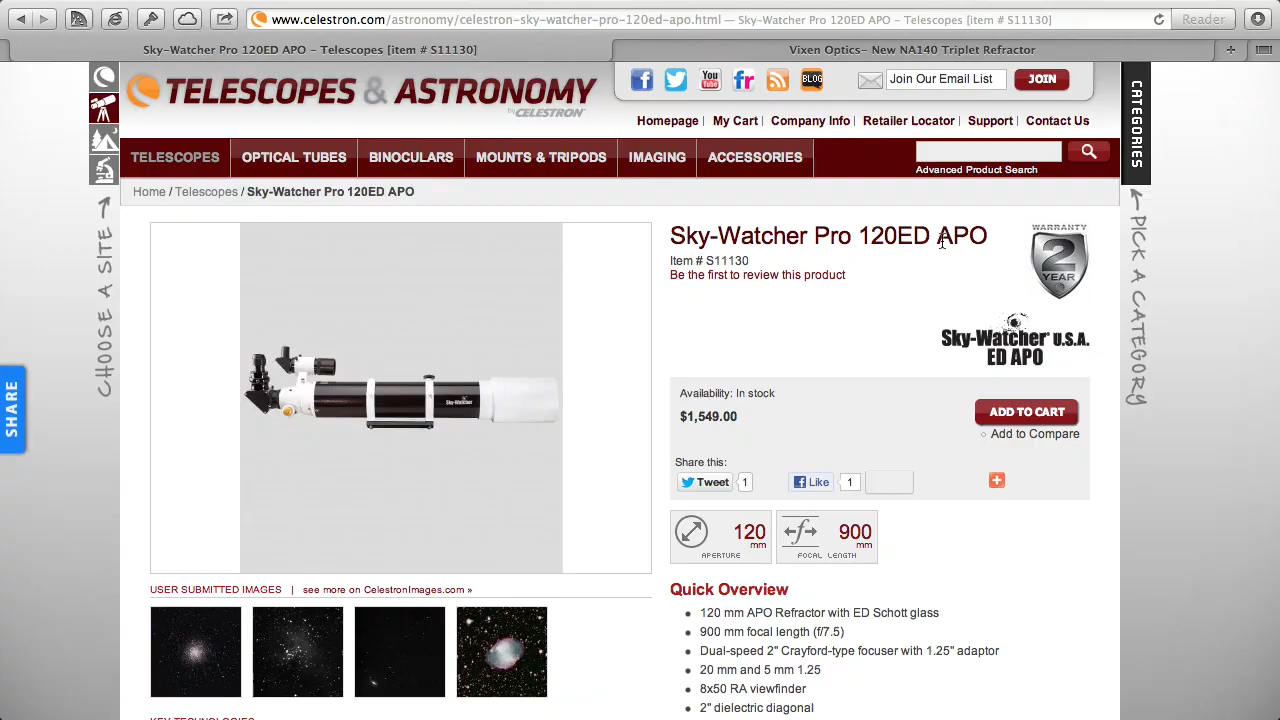 www.celestron.com/astronomy/celestron-sky-watcher-pro-120ed-apo.html — Sky-Watcher Pro 120ED APO - Telescopes [item # S11130]
Reader
Sky-Watcher Pro 120ED APO - Telescopes [item # S11130]
Vixen Optics- New NA140 Triplet Refractor
TELESCOPES & ASTRONOMY
by CELESTRON
You Tube
fr
BLOG
Join Our Email List
JOIN
Homepage | My Cart | Company Info | Retailer Locator | Support | Contact Us
TELESCOPES
OPTICAL TUBES
BINOCULARS
MOUNTS & TRIPODS
IMAGING
ACCESSORIES
Advanced Product Search
CATEGORIES
Home / Telescopes / Sky-Watcher Pro 120ED APO
CHOOSE A SITE
PICK A CATEGORY
SHARE
Sky-Watcher
Sky-Watcher Pro 120ED APO
Item # S11130
Be the first to review this product
WARRANTY
2
YEAR
Sky-Watcher® U.S.A.
ED APO
Availability: In stock
$1,549.00
ADD TO CART
Add to Compare
Share this:
Tweet
1
Like
1
120
mm
APERTURE
f
900
mm
FOCAL LENGTH
USER SUBMITTED IMAGES | see more on CelestronImages.com »
Quick Overview
120 mm APO Refractor with ED Schott glass
900 mm focal length (f/7.5)
Dual-speed 2" Crayford-type focuser with 1.25" adaptor
20 mm and 5 mm 1.25
8x50 RA viewfinder
2" dielectric diagonal
KEY TECHNOLOGIES